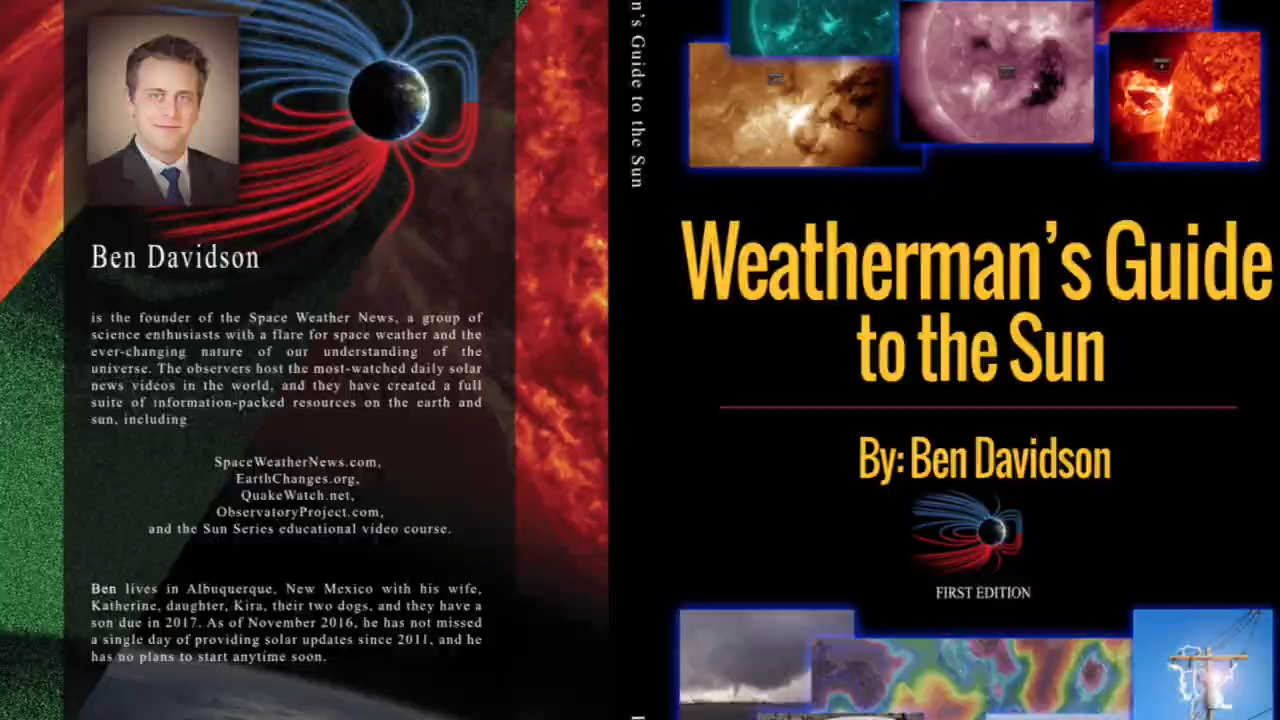 Ben Davidson
is the founder of the Space Weather News, a group of
science enthusiasts with a flare for space weather and the
ever-changing nature of our understanding of the
universe. The observers host the most-watched daily solar
news videos in the world, and they have created a full
suite of information-packed resources on the earth and
sun, including
SpaceWeatherNews.com,
EarthChanges.org,
QuakeWatch.net,
ObservatoryProject.com,
and the Sun Series educational video course.
Ben lives in Albuquerque, New Mexico with his wife,
Katherine, daughter, Kira, their two dogs, and they have a
son due in 2017. As of November 2016, he has not missed
a single day of providing solar updates since 2011, and he
has no plans to start anytime soon.
n's Guide to the Sun
Weatherman's Guide
to the Sun
By: Ben Davidson
FIRST EDITION